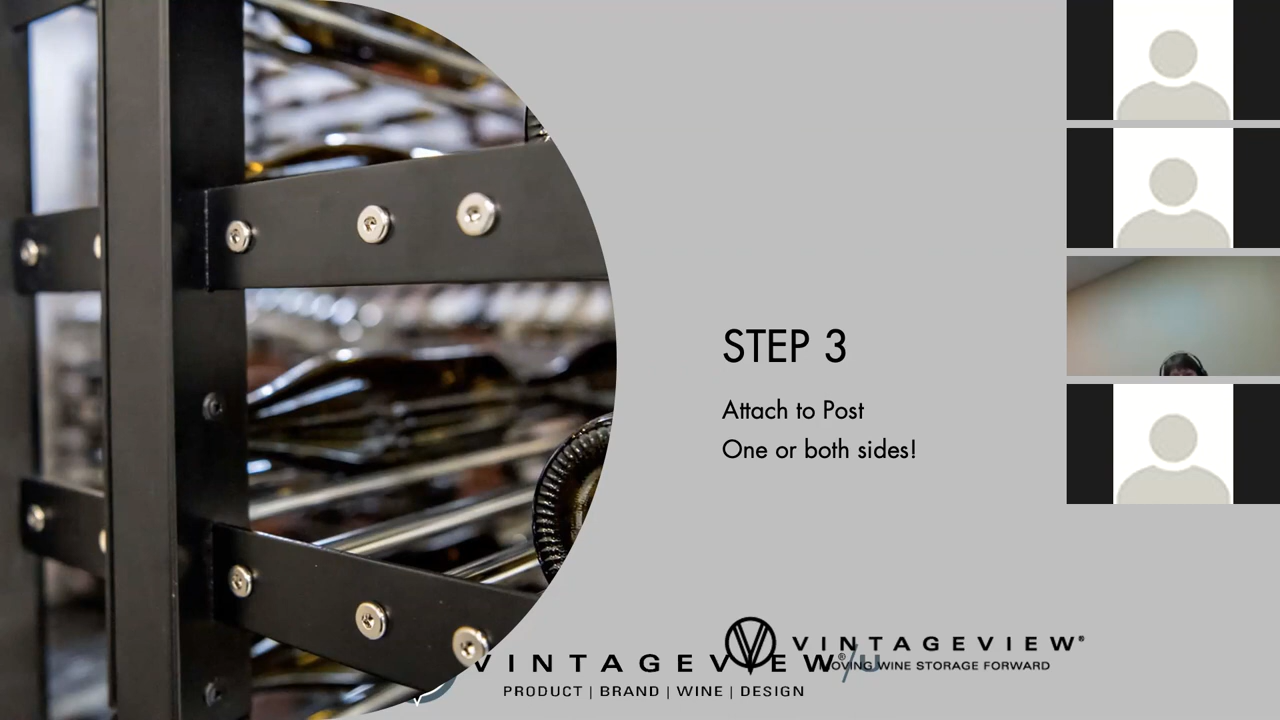 STEP 3
Attach to Post
One or both sides!
VINTAGEVIEW®
MOVING WINE STORAGE FORWARD
VINTAGEVIEW®/U
PRODUCT | BRAND | WINE | DESIGN